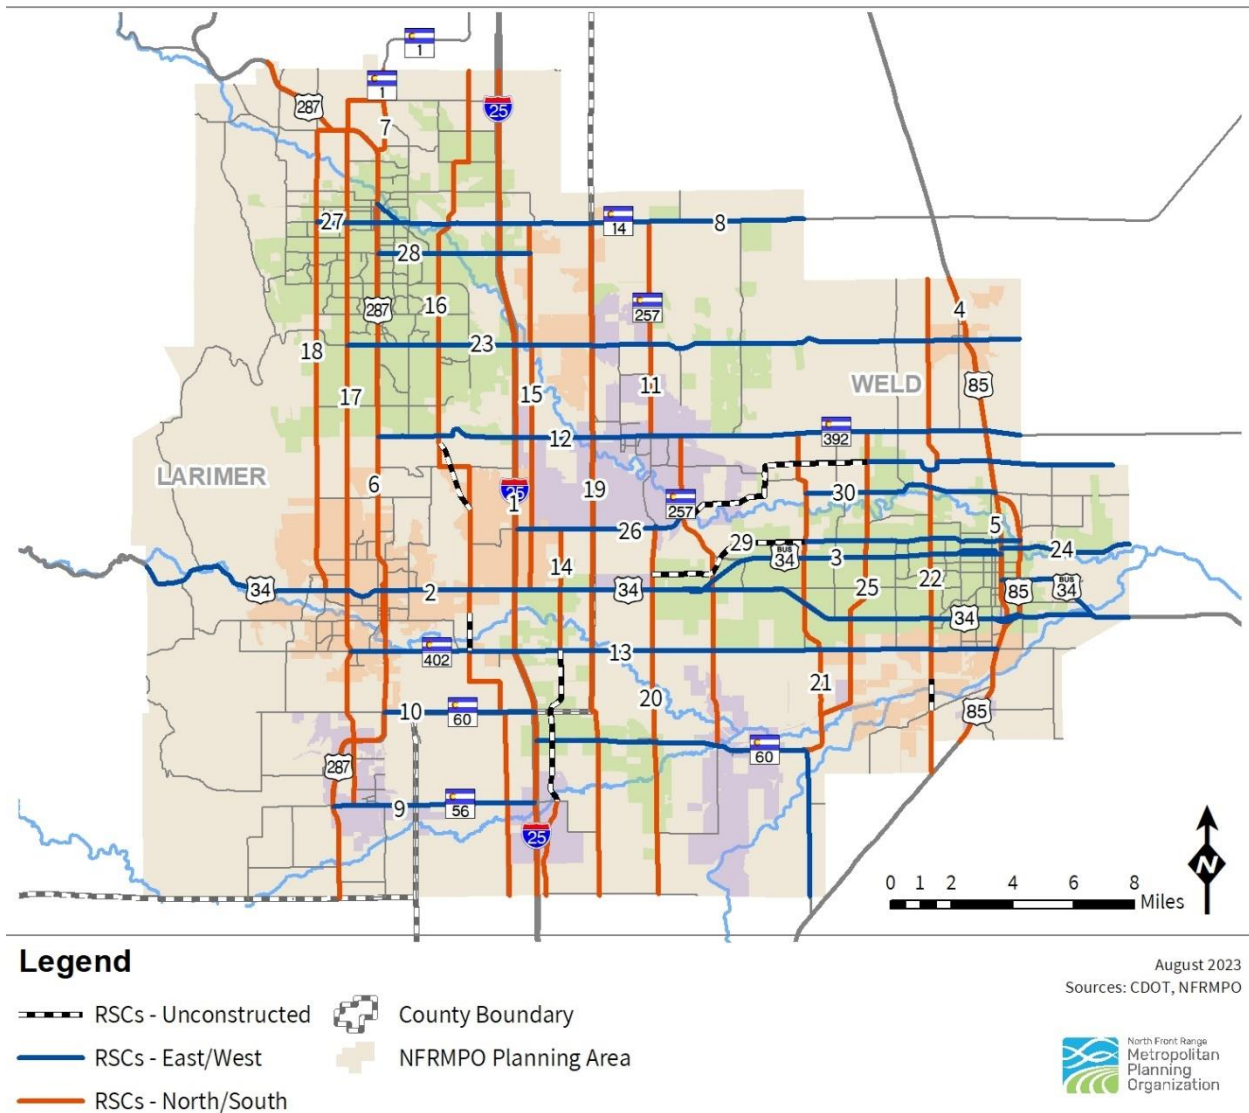 1
1
287
25
7
27
14
8
28
16
287
257
4
18
23
11
WELD
85
17
15
392
12
LARIMER
6
25
1
19
257
30
26
5
29
BUS
34
3
24
14
34
2
34
25
22
85
BUS
34
34
402
13
20
21
10
60
85
60
287
9
56
25
N
0 1 2 4 6 8
Miles
Legend
August 2023
Sources: CDOT, NFRMPO
RSCs - Unconstructed
County Boundary
RSCs - East/West
NFRMPO Planning Area
RSCs - North/South
North Front Range
Metropolitan
Planning
Organization